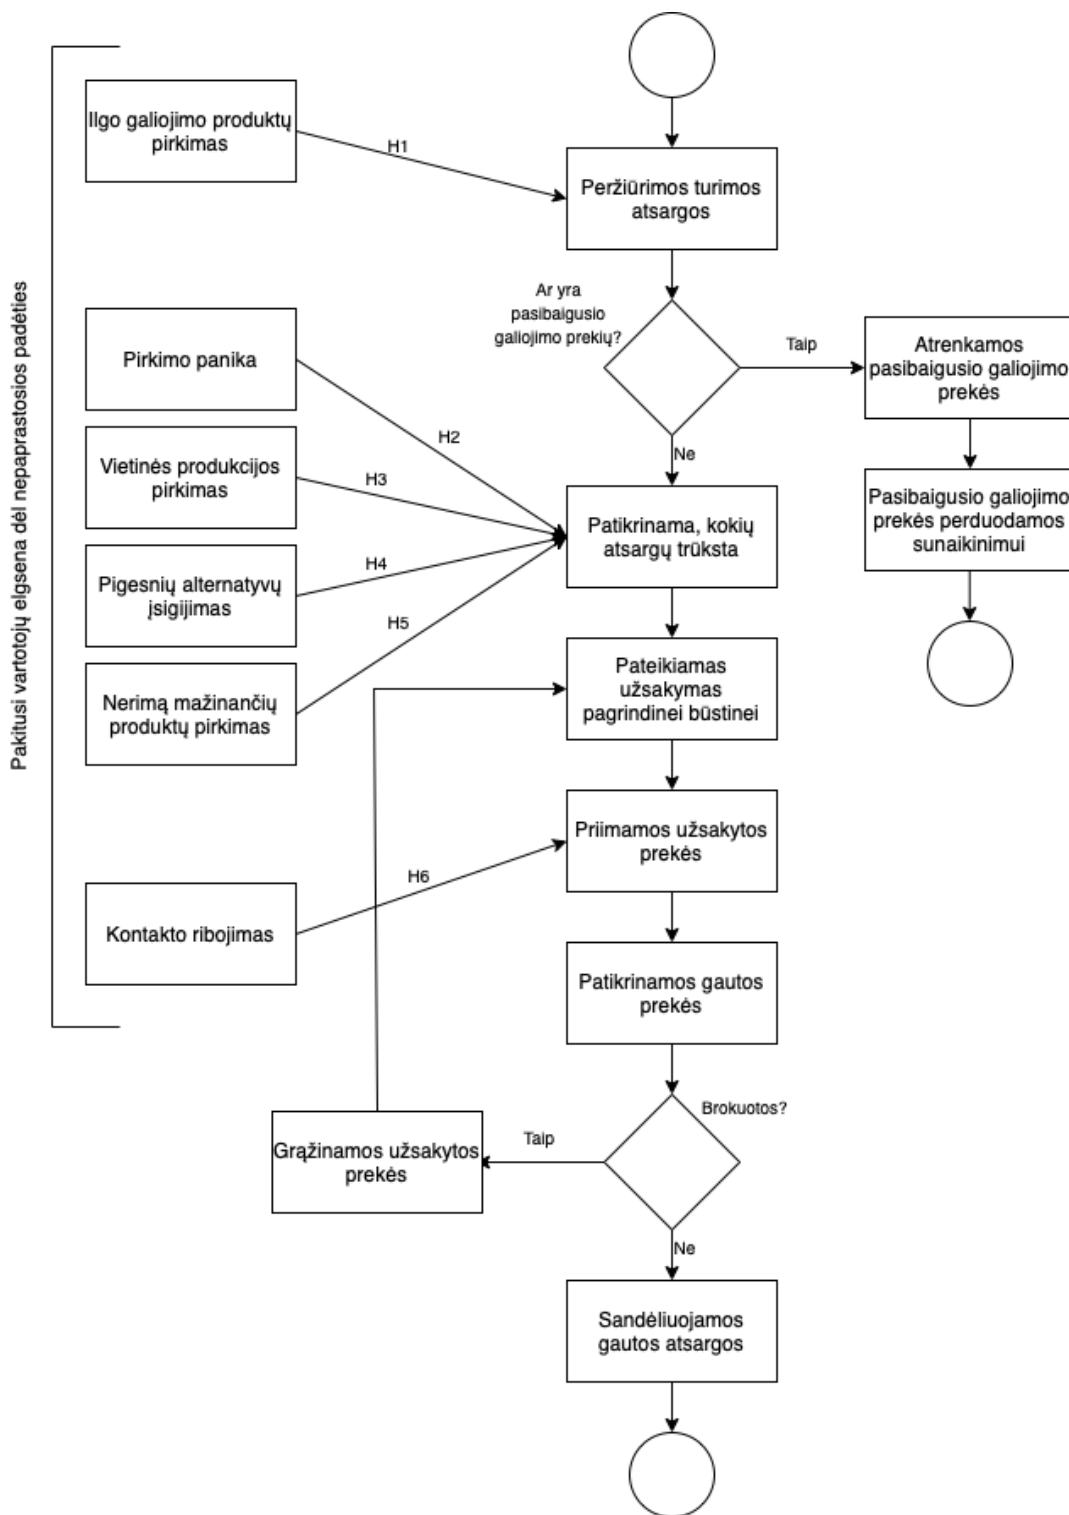 Pakitusi vartotojų elgsena dėl nepaprastosios padėties
Ilgo galiojimo produktų
pirkimas
H1
Peržiūrimos turimos
atsargos
Ar yra
pasibaigusio
galiojimo prekių?
Taip
Atrenkamos
pasibaigusio galiojimo
prekės
Pirkimo panika
H2
Ne
Vietinės produkcijos
pirkimas
H3
Patikrinama, kokių
atsargų trūksta
Pasibaigusio galiojimo
prekės perduodamos
sunaikinimui
Pigesnių alternatyvų
įsigijimas
H4
H5
Nerimą mažinančių
produktų pirkimas
Pateikiamas
užsakymas
pagrindinei būstinei
Priimamos užsakytos
prekės
H6
Kontakto ribojimas
Patikrinamos gautos
prekės
Brokuotos?
Taip
Grąžinamos užsakytos
prekės
Ne
Sandėliuojamos
gautos atsargos